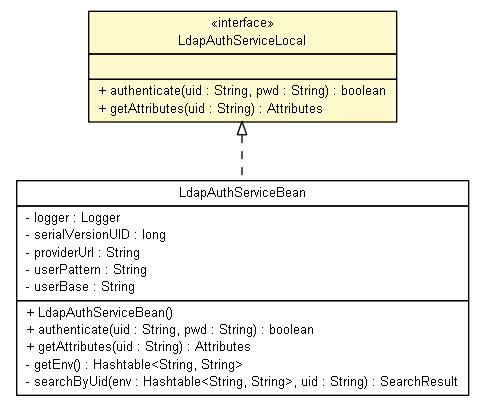 «interface»
LdapAuthServiceLocal
+ authenticate(uid : String, pwd : String) : boolean
+ getAttributes(uid : String) : Attributes
LdapAuthServiceBean
- logger : Logger
- serialVersionUID : long
- providerUrl : String
- userPattern : String
- userBase : String
+ LdapAuthServiceBean()
+ authenticate(uid : String, pwd : String) : boolean
+ getAttributes(uid : String) : Attributes
- getEnv() : Hashtable<String, String>
- searchByUid(env : Hashtable<String, String>, uid : String) : SearchResult